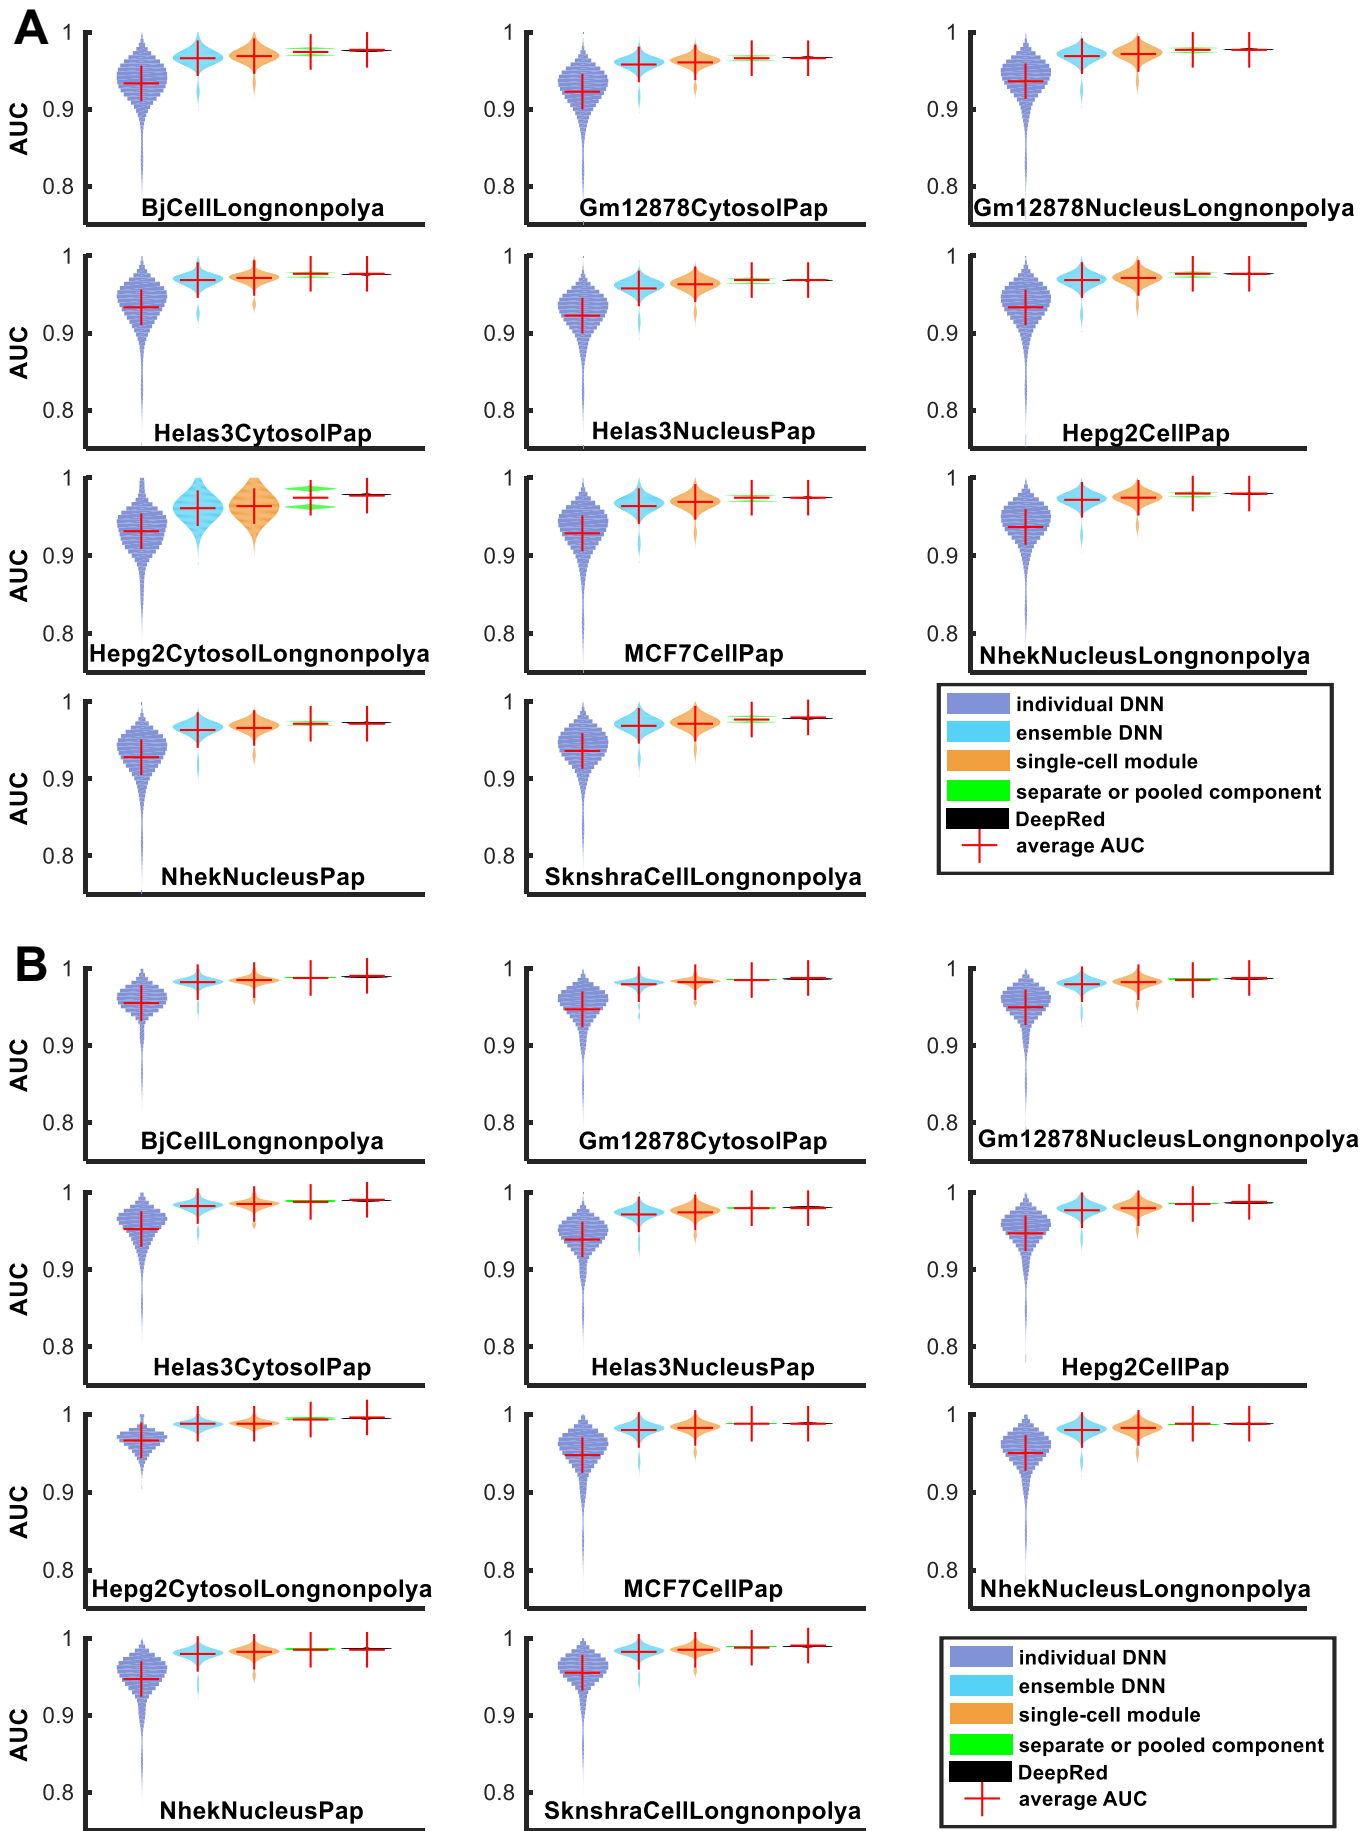 A
AUC
1
0.9
0.8
BjCellLongnonpolya
1
0.9
0.8
Gm12878CytosolPap
1
0.9
0.8
Gm12878NucleusLongnonpolya
AUC
1
0.9
0.8
Helas3CytosolPap
1
0.9
0.8
Helas3NucleusPap
1
0.9
0.8
Hepg2CellPap
AUC
1
0.9
0.8
Hepg2CytosolLongnonpolya
1
0.9
0.8
MCF7CellPap
1
0.9
0.8
NhekNucleusLongnonpolya
AUC
1
0.9
0.8
NhekNucleusPap
1
0.9
0.8
SknshraCellLongnonpolya
individual DNN
ensemble DNN
single-cell module
separate or pooled component
DeepRed
average AUC
B
AUC
1
0.9
0.8
BjCellLongnonpolya
1
0.9
0.8
Gm12878CytosolPap
1
0.9
0.8
Gm12878NucleusLongnonpolya
AUC
1
0.9
0.8
Helas3CytosolPap
1
0.9
0.8
Helas3NucleusPap
1
0.9
0.8
Hepg2CellPap
AUC
1
0.9
0.8
Hepg2CytosolLongnonpolya
1
0.9
0.8
MCF7CellPap
1
0.9
0.8
NhekNucleusLongnonpolya
AUC
1
0.9
0.8
NhekNucleusPap
1
0.9
0.8
SknshraCellLongnonpolya
individual DNN
ensemble DNN
single-cell module
separate or pooled component
DeepRed
average AUC